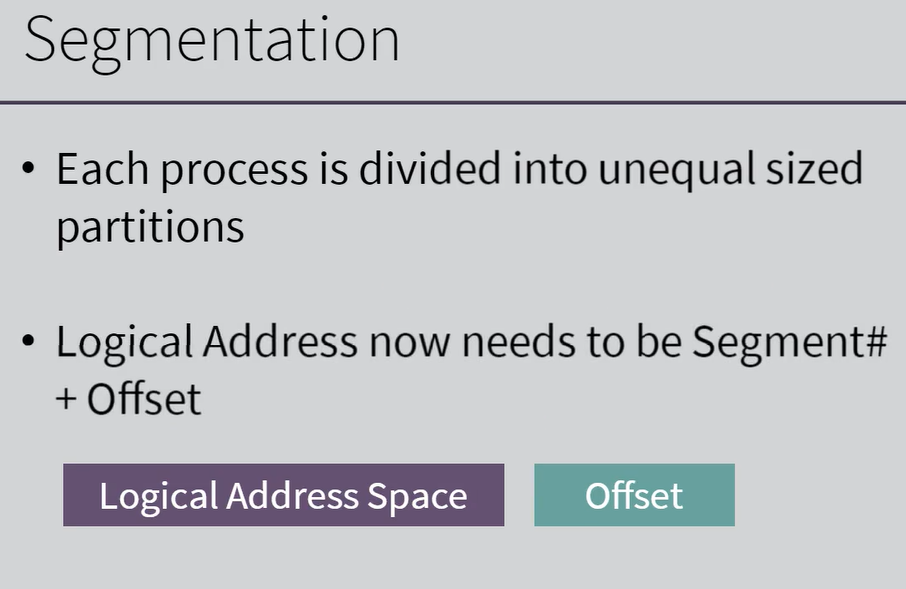 Segmentation
• Each process is divided into unequal sized
partitions
• Logical Address now needs to be Segment#
+ Offset
Logical Address Space
Offset